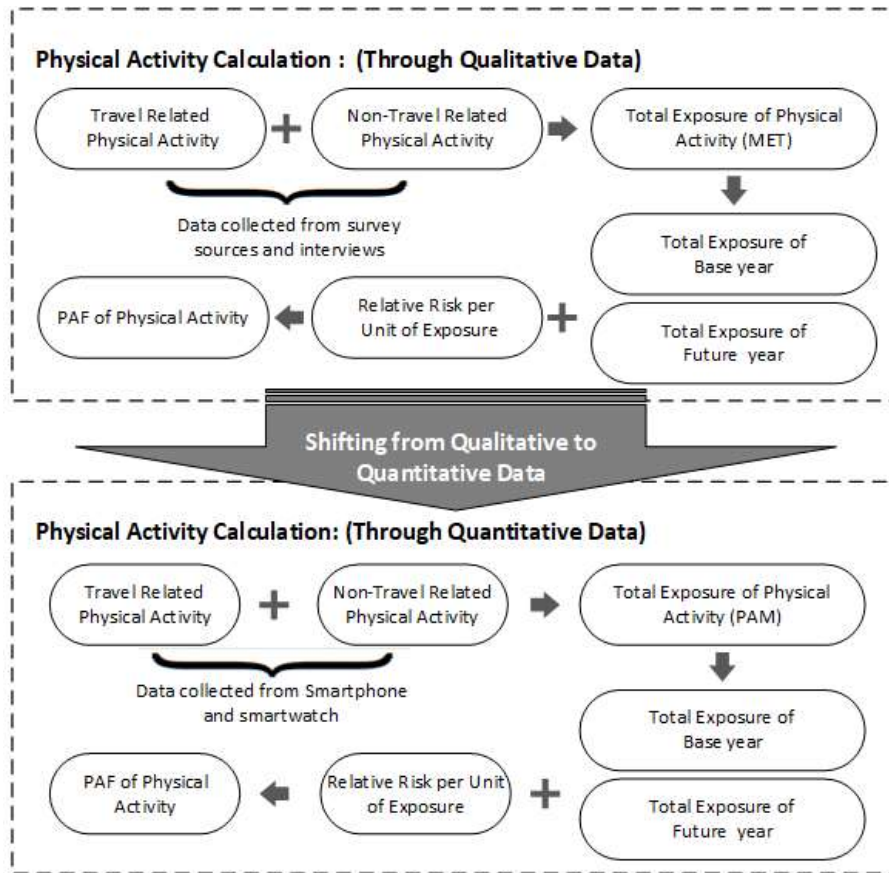 Physical Activity Calculation : (Through Qualitative Data)
Travel Related
Physical Activity
Non-Travel Related
Physical Activity
Total Exposure of Physical
Activity (MET)
Data collected from survey
sources and interviews
Total Exposure of
Base year
PAF of Physical Activity
Relative Risk per
Unit of Exposure
Total Exposure of
Future year
Shifting from Qualitative to
Quantitative Data
Physical Activity Calculation: (Through Quantitative Data)
Travel Related
Physical Activity
Non-Travel Related
Physical Activity
Total Exposure of Physical
Activity (PAM)
Data collected from Smartphone
and smartwatch
Total Exposure of
Base year
PAF of Physical
Activity
Relative Risk per Unit
of Exposure
Total Exposure of
Future year